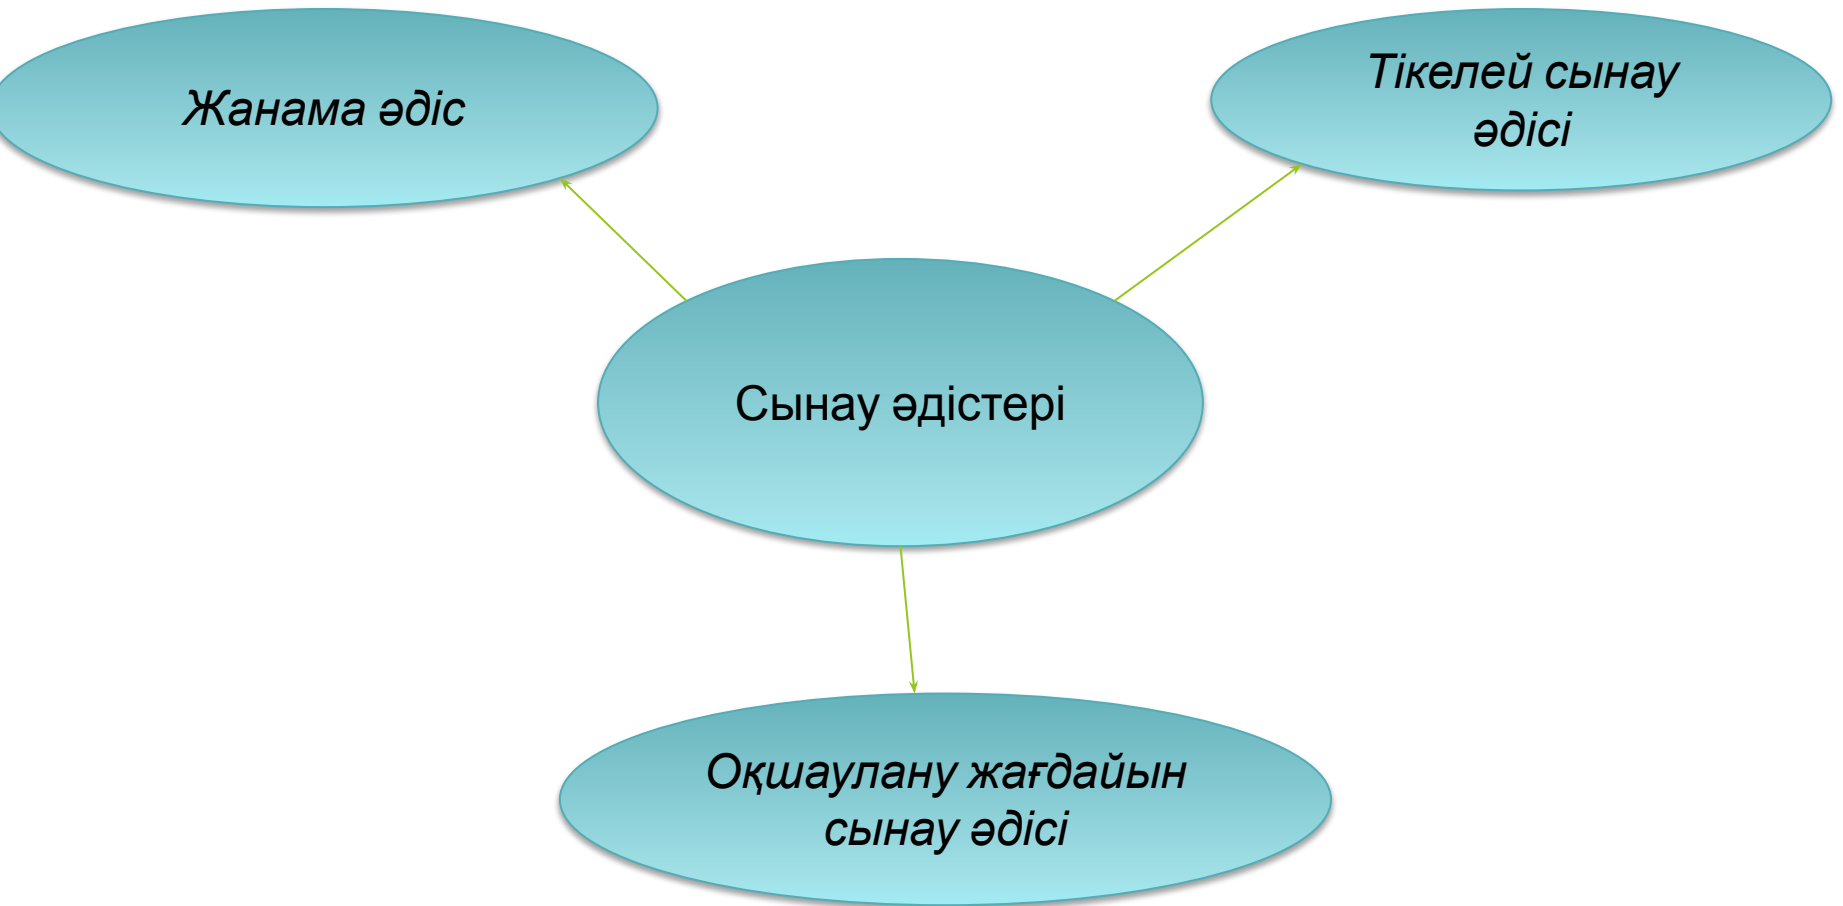 Жанама әдіс
Тікелей сынау
әдісі
Сынау әдістері
Оқшаулану жағдайын
сынау әдісі